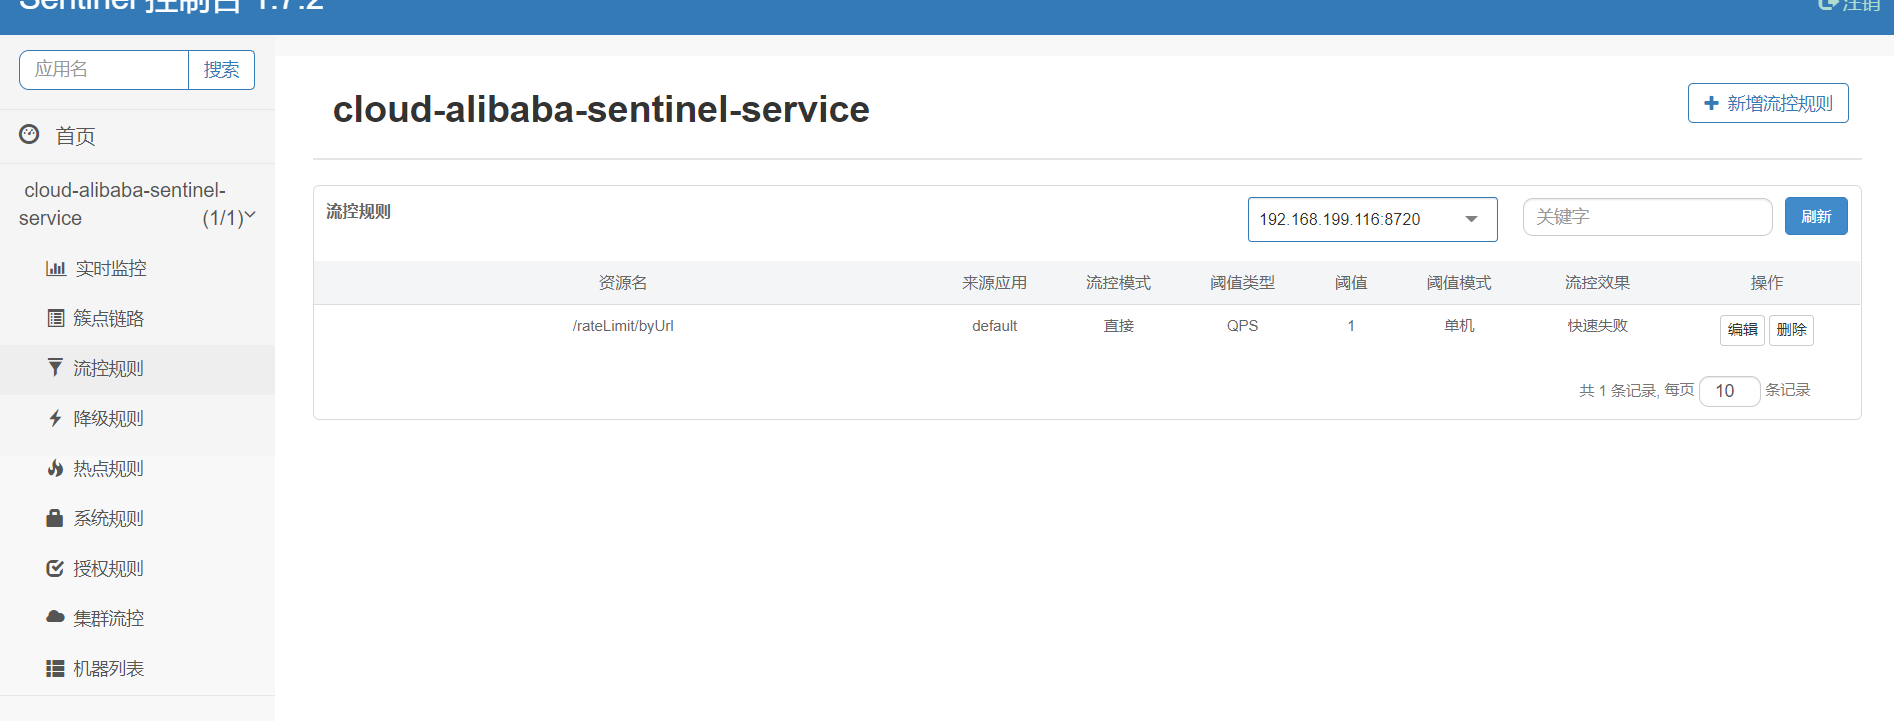 Sentinel 控制台 1.7.2
注销
应用名 搜索
首页
cloud-alibaba-sentinel-
service (1/1)
实时监控
簇点链路
流控规则
降级规则
热点规则
系统规则
授权规则
集群流控
机器列表
cloud-alibaba-sentinel-service
新增流控规则
流控规则 192.168.199.116:8720 关键字 刷新
资源名 来源应用 流控模式 阈值类型 阈值 阈值模式 流控效果 操作
/rateLimit/byUrl default 直接 QPS 1 单机 快速失败 编辑 删除
共 1 条记录, 每页 10 条记录